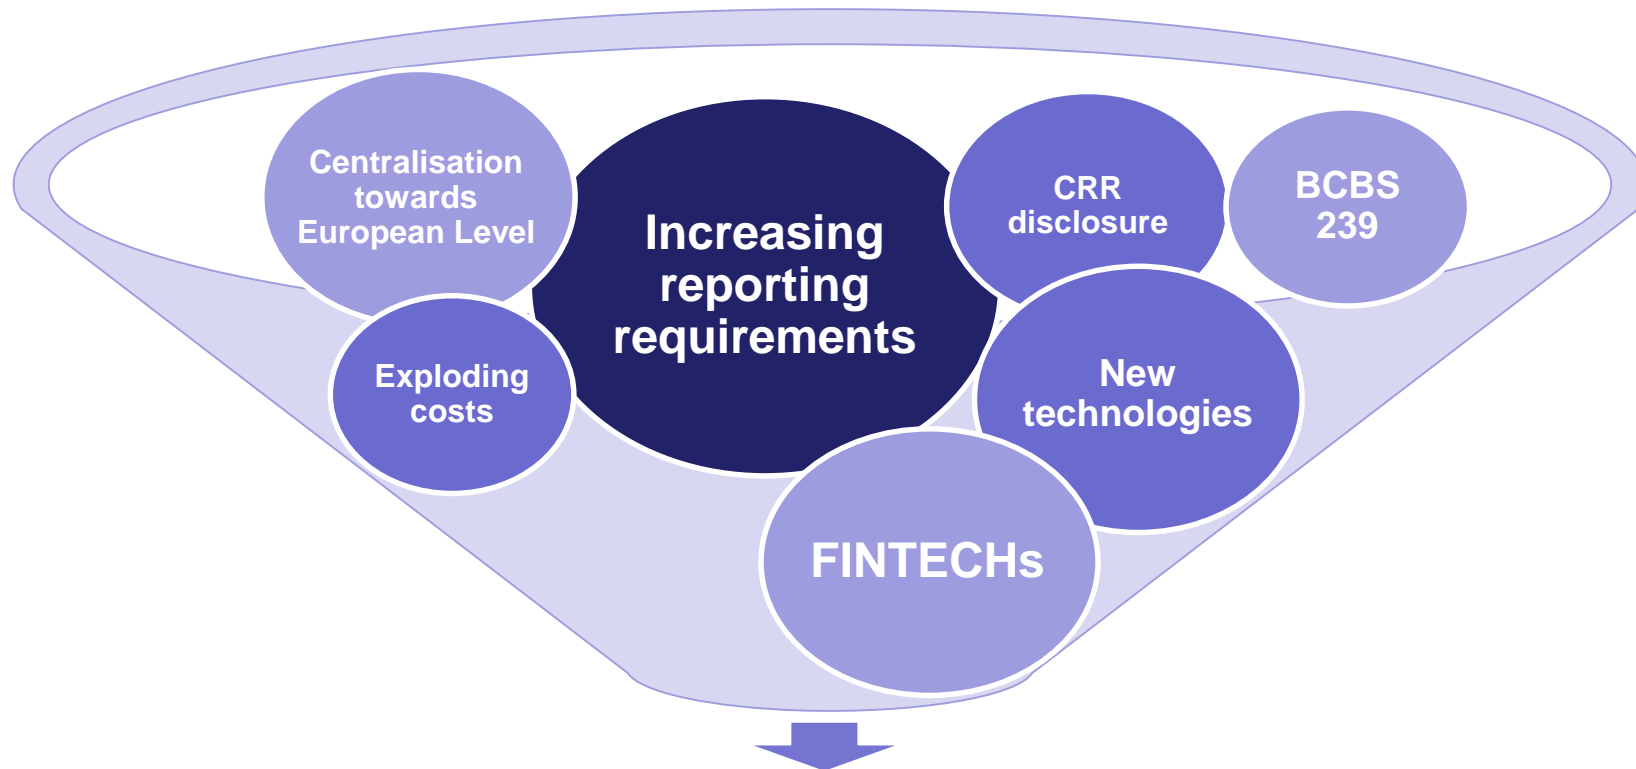 Centralisation
towards
European Level
Increasing
reporting
requirements
CRR
disclosure
BCBS
239
Exploding
costs
New
technologies
FINTECHs